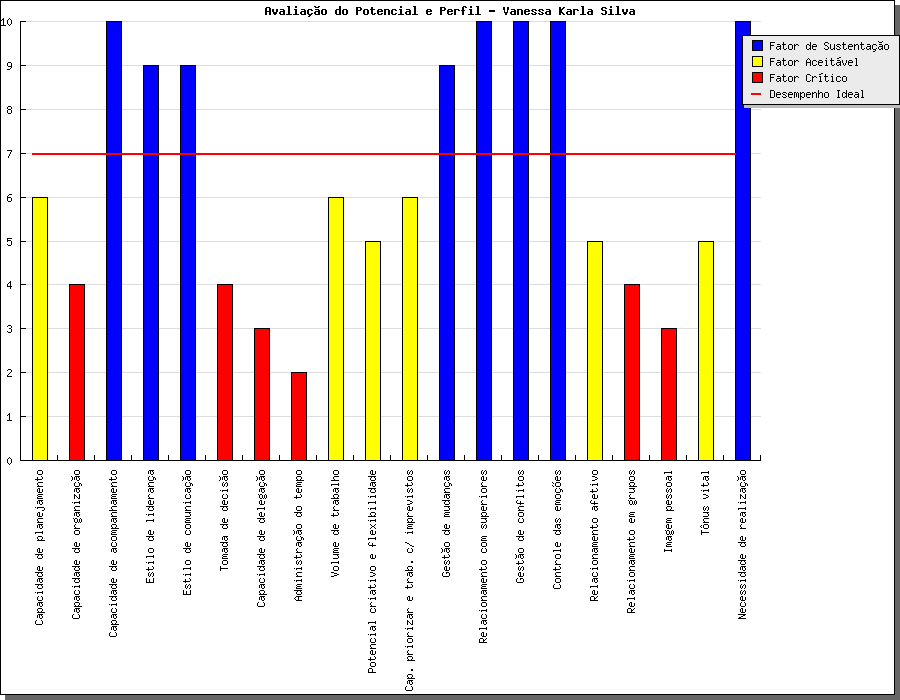 Avaliação do Potencial e Perfil - Vanessa Karla Silva
10
9
8
7
6
5
4
3
2
1
0
Fator de Sustentação
Fator Aceitável
Fator Crítico
Desempenho Ideal
Capacidade de planejamento
Capacidade de organização
Capacidade de acompanhamento
Estilo de liderança
Estilo de comunicação
Tomada de decisão
Capacidade de delegação
Administração do tempo
Volume de trabalho
Potencial criativo e flexibilidade
Cap. priorizar e trab. c/ imprevistos
Gestão de mudanças
Relacionamento com superiores
Gestão de conflitos
Controle das emoções
Relacionamento afetivo
Relacionamento em grupos
Imagem pessoal
Tônus vital
Necessidade de realização